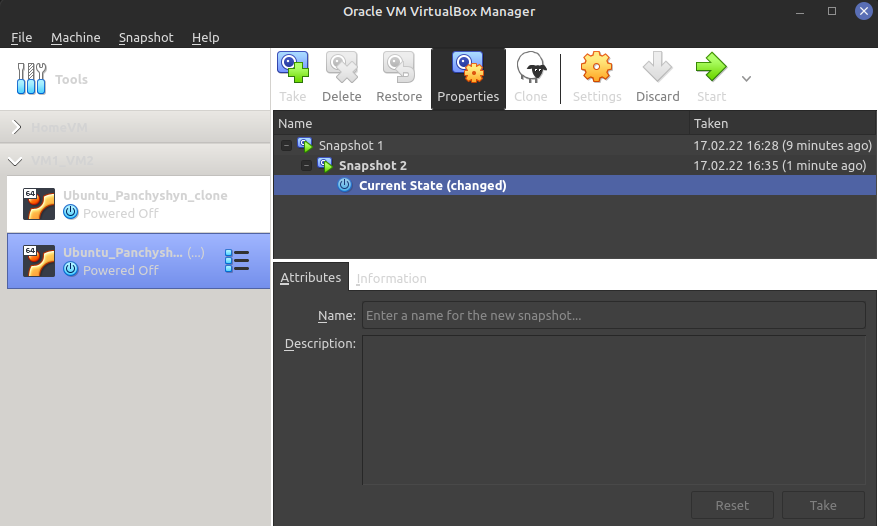 Oracle VM VirtualBox Manager
File Machine Snapshot Help
Tools
HomeVM
VM1_VM2
64
Ubuntu_Panchyshyn_clone
Powered Off
64
Ubuntu_Panchysh... (...)
Powered Off
Take Delete Restore Properties Clone Settings Discard Start
Name Taken
Snapshot 1 17.02.22 16:28 (9 minutes ago)
Snapshot 2 17.02.22 16:35 (1 minute ago)
Current State (changed)
Attributes Information
Name: Enter a name for the new snapshot...
Description:
Reset Take